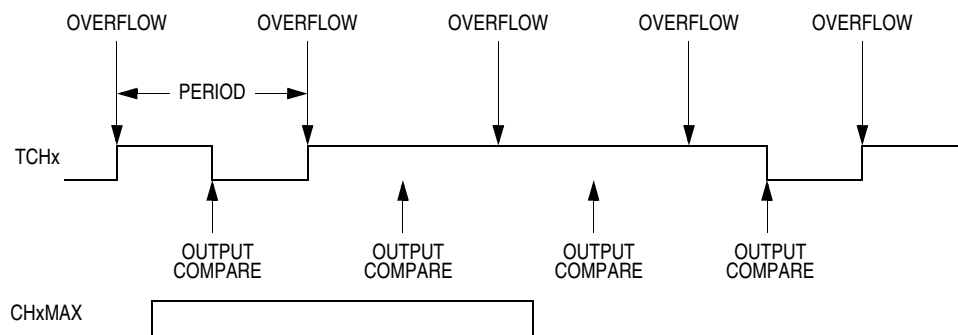 OVERFLOW OVERFLOW OVERFLOW OVERFLOW OVERFLOW
PERIOD
TCHx
OUTPUT COMPARE
OUTPUT COMPARE
OUTPUT COMPARE
OUTPUT COMPARE
CHxMAX